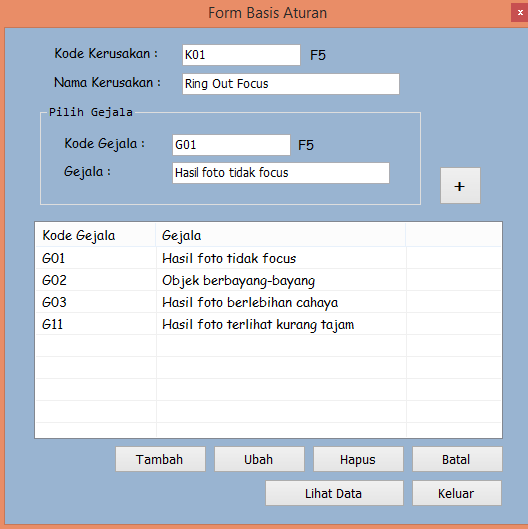 Form Basis Aturan x
Kode Kerusakan : K01 F5
Nama Kerusakan : Ring Out Focus
Pilih Gejala
Kode Gejala : G01 F5
Gejala : Hasil foto tidak focus
+
Kode Gejala Gejala
G01 Hasil foto tidak focus
G02 Objek berbayang-bayang
G03 Hasil foto berlebihan cahaya
G11 Hasil foto terlihat kurang tajam
Tambah Ubah Hapus Batal
Lihat Data Keluar